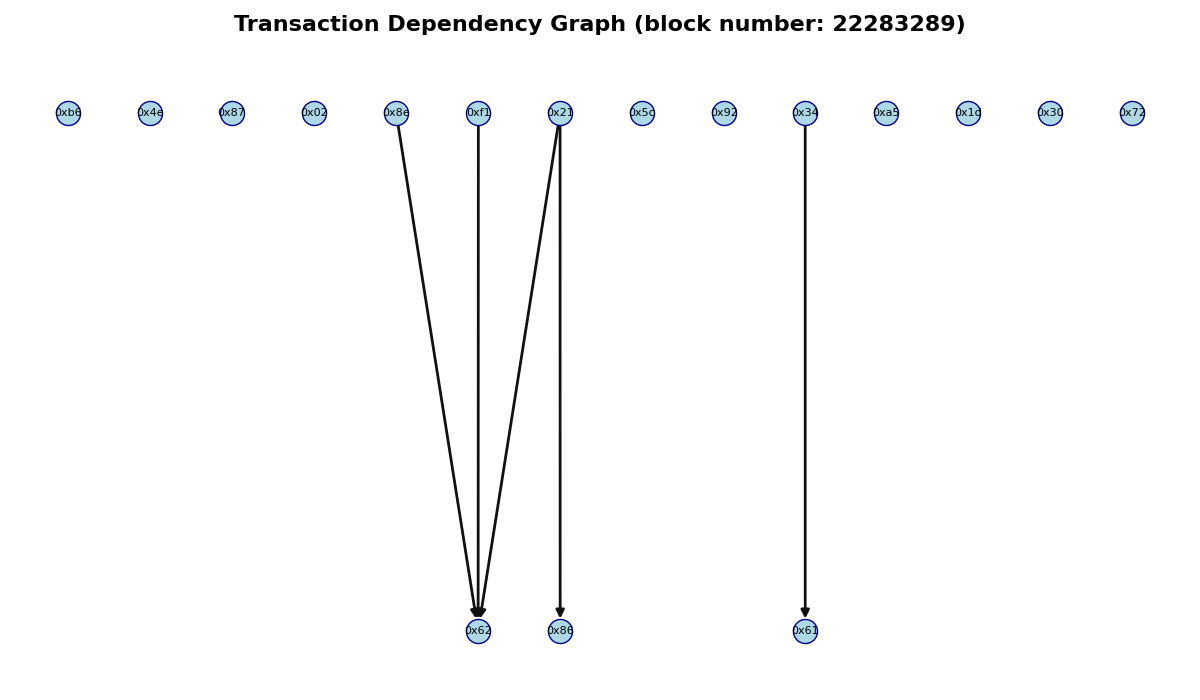 Transaction Dependency Graph (block number: 22283289)
0xb6 0x4e 0x87 0x02 0x8e 0xf1 0x21 0x5c 0x92 0x34 0xa5 0x1d 0x30 0x72
0x62 0x86 0x61